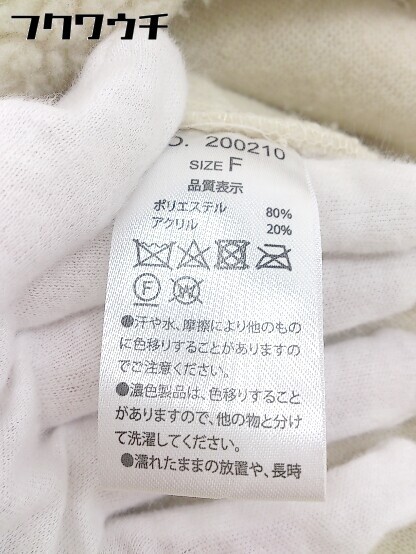 フクワウチ
O. 200210
SIZE F
品質表示
ポリエステル 80%
アクリル 20%
F
W
●汗や水、摩擦により他のもの
に色移りすることがありますの
でご注意ください。
●濃色製品は、色移りすること
がありますので、他の物と分け
て洗濯してください。
●濡れたままの放置や、長時